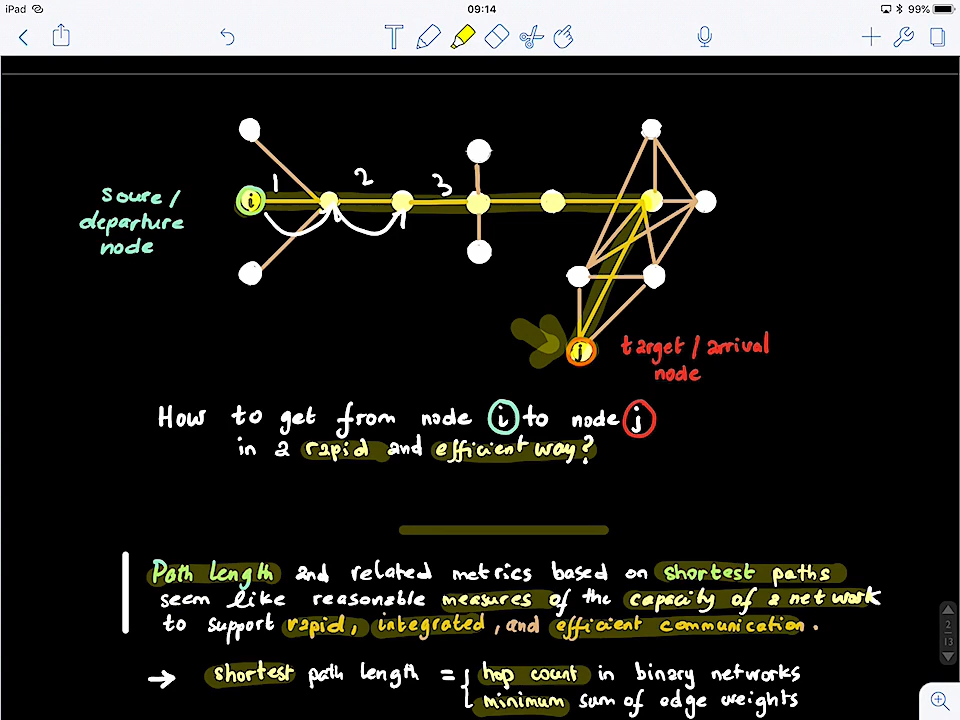 iPad
09:14
99%
T
1
2
3
i
soure /
departure
node
j
target / arrival
node
How to get from node i to node j
in a rapid and efficient way?
Path length and related metrics based on shortest paths
seem like reasonable measures of the capacity of a network
to support rapid, integrated, and efficient communication.
→ shortest path length = { hop count in binary networks
minimum sum of edge weights
2
13